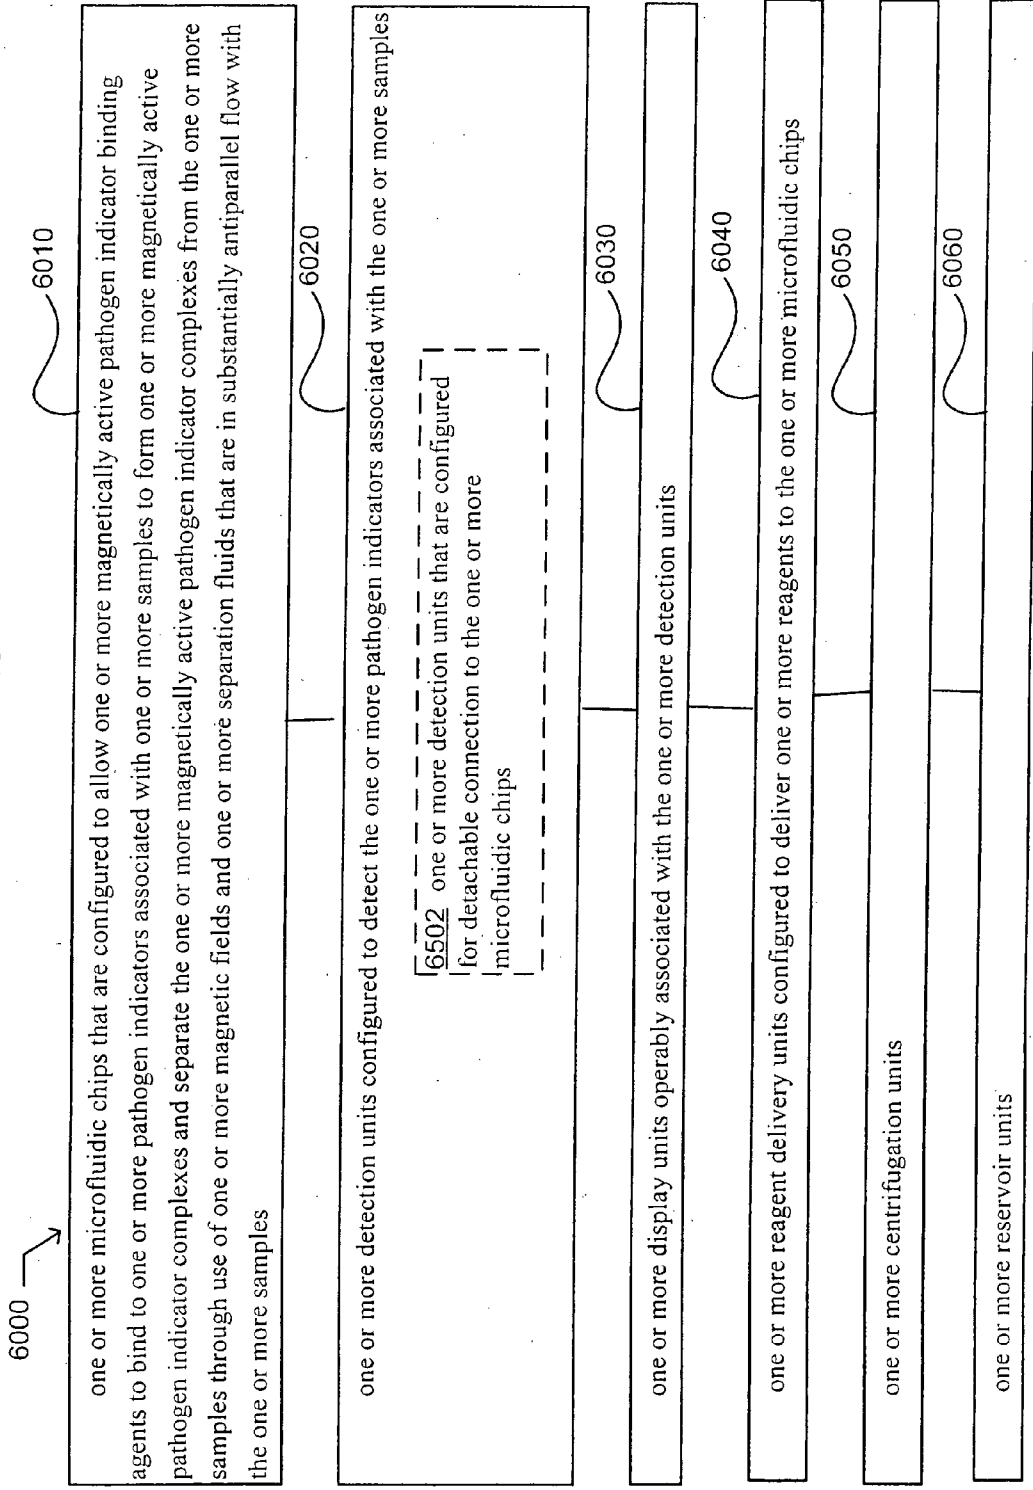 6000
6010
one or more microfluidic chips that are configured to allow one or more magnetically active pathogen indicator binding
agents to bind to one or more pathogen indicators associated with one or more samples to form one or more magnetically active
pathogen indicator complexes and separate the one or more magnetically active pathogen indicator complexes from the one or more
samples through use of one or more magnetic fields and one or more separation fluids that are in substantially antiparallel flow with
the one or more samples
6020
one or more detection units configured to detect the one or more pathogen indicators associated with the one or more samples
6502 one or more detection units that are configured
for detachable connection to the one or more
microfluidic chips
6030
one or more display units operably associated with the one or more detection units
6040
one or more reagent delivery units configured to deliver one or more reagents to the one or more microfluidic chips
6050
one or more centrifugation units
6060
one or more reservoir units